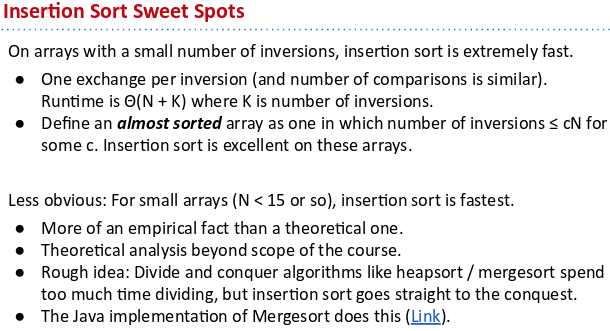 Insertion Sort Sweet Spots
On arrays with a small number of inversions, insertion sort is extremely fast.
● One exchange per inversion (and number of comparisons is similar).
Runtime is Θ(N + K) where K is number of inversions.
● Define an almost sorted array as one in which number of inversions ≤ cN for
some c. Insertion sort is excellent on these arrays.
Less obvious: For small arrays (N < 15 or so), insertion sort is fastest.
● More of an empirical fact than a theoretical one.
● Theoretical analysis beyond scope of the course.
● Rough idea: Divide and conquer algorithms like heapsort / mergesort spend
too much time dividing, but insertion sort goes straight to the conquest.
● The Java implementation of Mergesort does this (Link).